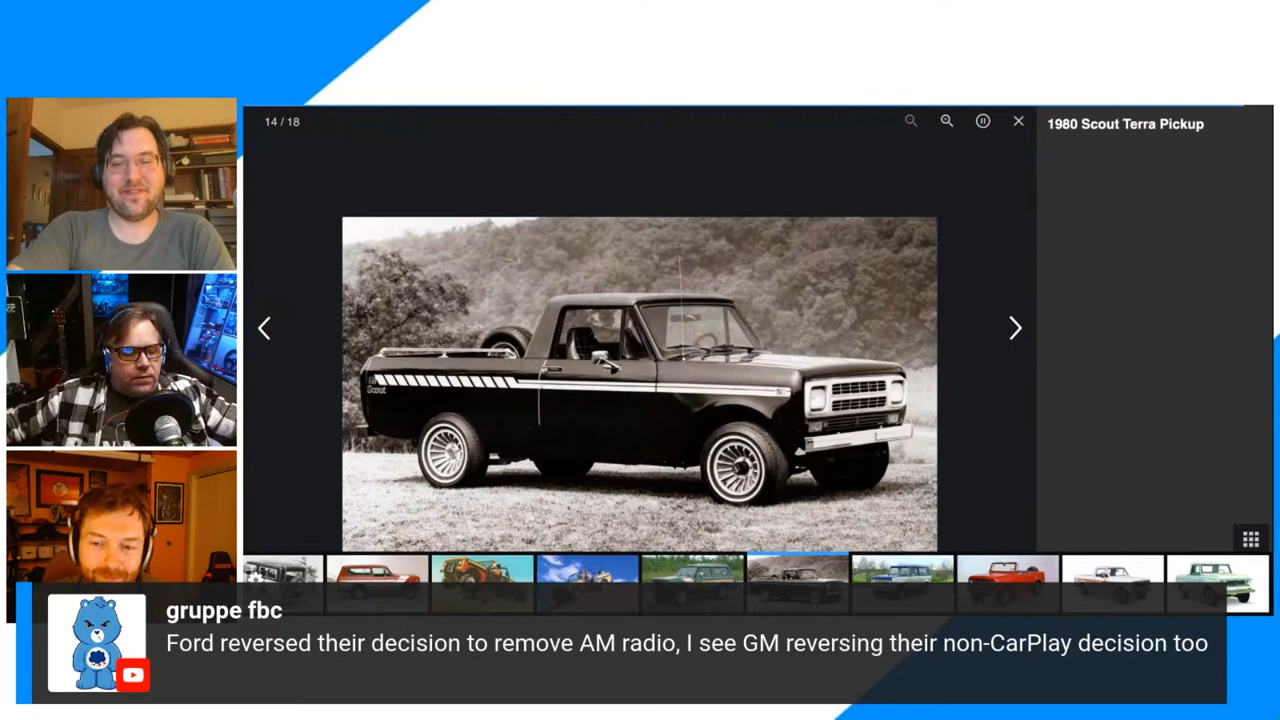 14 / 18
1980 Scout Terra Pickup
Scout
gruppe fbc
Ford reversed their decision to remove AM radio, I see GM reversing their non-CarPlay decision too